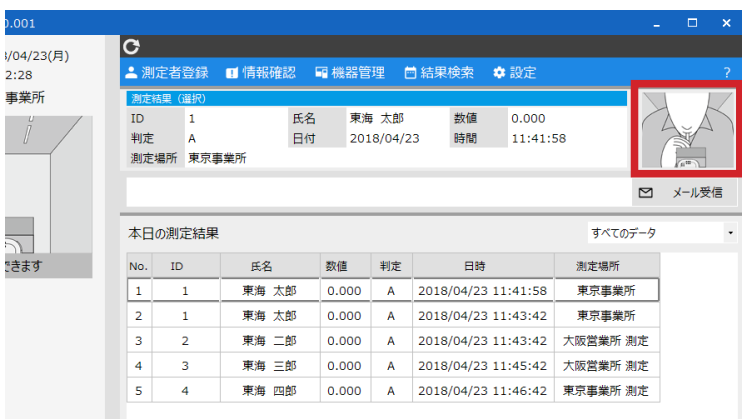 0.001
/04/23(月)
2:28
事業所
できます
測定者登録 情報確認 機器管理 結果検索 設定 ?
測定結果（選択）
ID 1 氏名 東海 太郎 数値 0.000
判定 A 日付 2018/04/23 時間 11:41:58
測定場所 東京事業所
メール受信
本日の測定結果 すべてのデータ
No. ID 氏名 数値 判定 日時 測定場所
1 1 東海 太郎 0.000 A 2018/04/23 11:41:58 東京事業所
2 1 東海 太郎 0.000 A 2018/04/23 11:43:42 東京事業所
3 2 東海 二郎 0.000 A 2018/04/23 11:43:42 大阪営業所 測定
4 3 東海 三郎 0.000 A 2018/04/23 11:45:42 大阪営業所 測定
5 4 東海 四郎 0.000 A 2018/04/23 11:46:42 東京事業所 測定